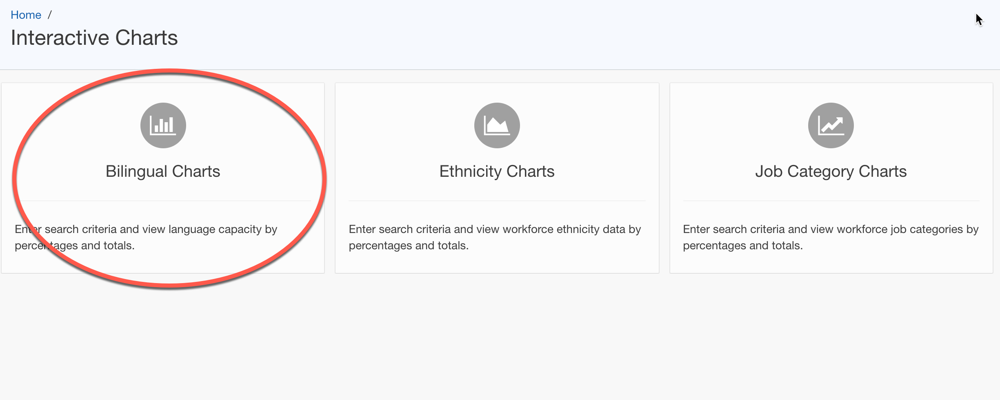 Home /
Interactive Charts
Bilingual Charts
Enter search criteria and view language capacity by
percentages and totals.
Ethnicity Charts
Enter search criteria and view workforce ethnicity data by
percentages and totals.
Job Category Charts
Enter search criteria and view workforce job categories by
percentages and totals.